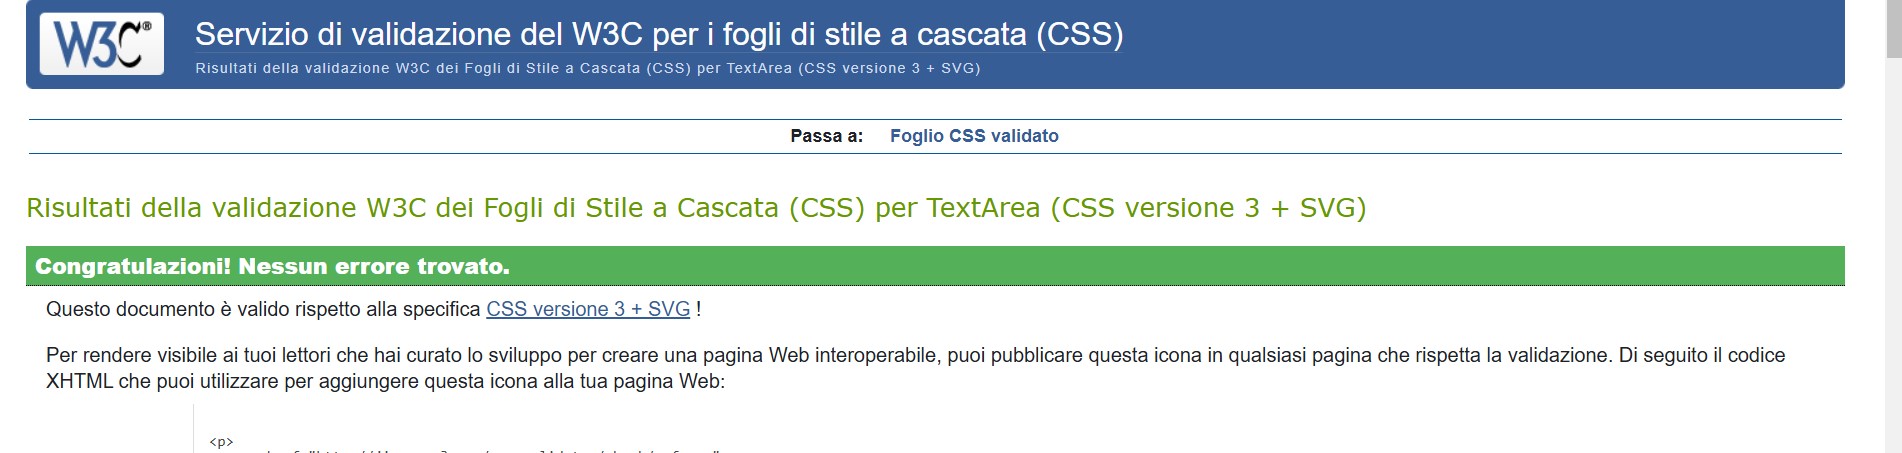 W3C®
Servizio di validazione del W3C per i fogli di stile a cascata (CSS)
Risultati della validazione W3C dei Fogli di Stile a Cascata (CSS) per TextArea (CSS versione 3 + SVG)
Passa a: Foglio CSS validato
Risultati della validazione W3C dei Fogli di Stile a Cascata (CSS) per TextArea (CSS versione 3 + SVG)
Congratulazioni! Nessun errore trovato.
Questo documento è valido rispetto alla specifica CSS versione 3 + SVG !
Per rendere visibile ai tuoi lettori che hai curato lo sviluppo per creare una pagina Web interoperabile, puoi pubblicare questa icona in qualsiasi pagina che rispetta la validazione. Di seguito il codice
XHTML che puoi utilizzare per aggiungere questa icona alla tua pagina Web:
<p>